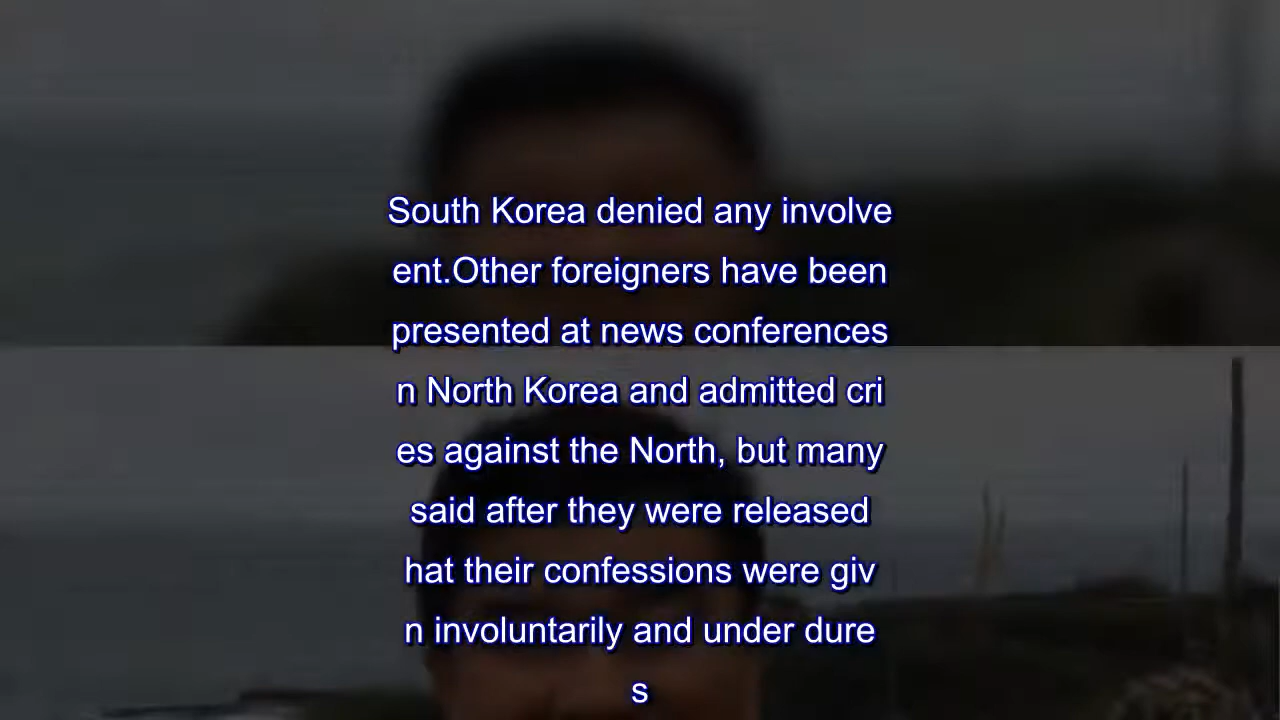 South Korea denied any involve
ent.Other foreigners have been
presented at news conferences
n North Korea and admitted cri
es against the North, but many
said after they were released
hat their confessions were giv
n involuntarily and under dure
s